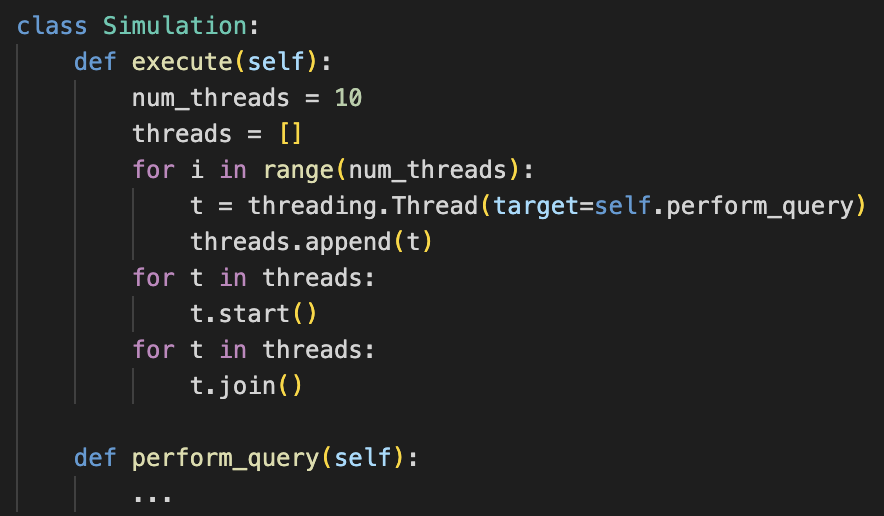 class Simulation:
    def execute(self):
        num_threads = 10
        threads = []
        for i in range(num_threads):
            t = threading.Thread(target=self.perform_query)
            threads.append(t)
        for t in threads:
            t.start()
        for t in threads:
            t.join()

    def perform_query(self):
        ...